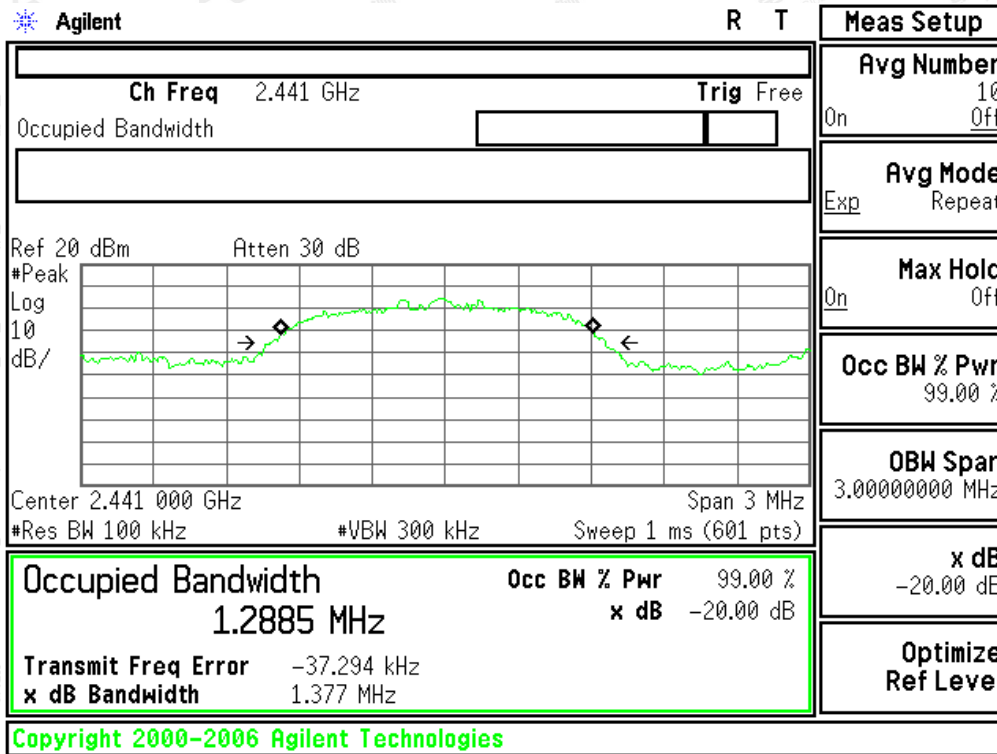 Agilent R T
Meas Setup
Ch Freq 2.441 GHz Trig Free
Occupied Bandwidth
Ref 20 dBm Atten 30 dB
#Peak
Log
10
dB/
Center 2.441 000 GHz Span 3 MHz
#Res BW 100 kHz #VBW 300 kHz Sweep 1 ms (601 pts)
Occupied Bandwidth Occ BW % Pwr 99.00 %
1.2885 MHz x dB -20.00 dB
Transmit Freq Error -37.294 kHz
x dB Bandwidth 1.377 MHz
Copyright 2000-2006 Agilent Technologies
Avg Number
10
On Off
Avg Mode
Exp Repeat
Max Hold
On Off
Occ BW % Pwr
99.00 %
OBW Span
3.00000000 MHz
x dB
-20.00 dB
Optimize
Ref Level